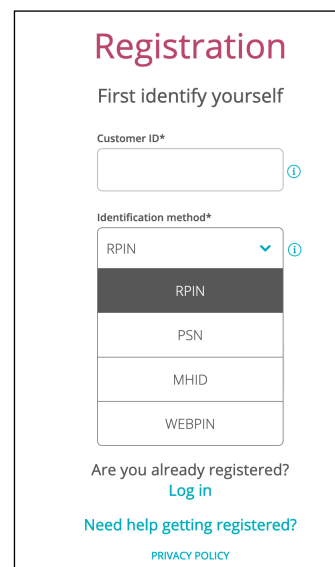 Registration
First identify yourself
Customer ID*
Identification method*
RPIN
RPIN
PSN
MHID
WEBPIN
Are you already registered?
Log in
Need help getting registered?
PRIVACY POLICY